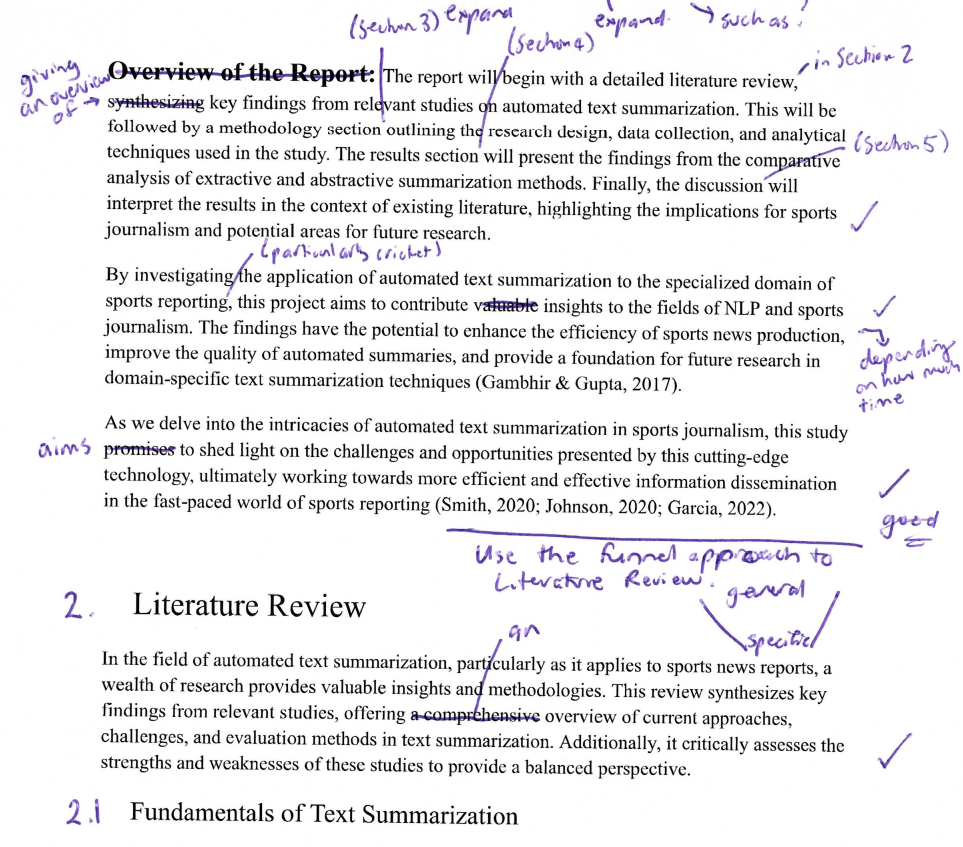 (Section 3) expand expand. → such as?
(Section 4)
in Section 2
giving
an overview
of →
Overview of the Report: The report will begin with a detailed literature review,
synthesizing key findings from relevant studies on automated text summarization. This will be
followed by a methodology section outlining the research design, data collection, and analytical
techniques used in the study. The results section will present the findings from the comparative
(Section 5)
analysis of extractive and abstractive summarization methods. Finally, the discussion will
interpret the results in the context of existing literature, highlighting the implications for sports
journalism and potential areas for future research.
(particularly cricket)
By investigating the application of automated text summarization to the specialized domain of
sports reporting, this project aims to contribute valuable insights to the fields of NLP and sports
journalism. The findings have the potential to enhance the efficiency of sports news production,
improve the quality of automated summaries, and provide a foundation for future research in
domain-specific text summarization techniques (Gambhir & Gupta, 2017).
depending
on how much
time
As we delve into the intricacies of automated text summarization in sports journalism, this study
aims promises to shed light on the challenges and opportunities presented by this cutting-edge
technology, ultimately working towards more efficient and effective information dissemination
in the fast-paced world of sports reporting (Smith, 2020; Johnson, 2020; Garcia, 2022).
good
Use the funnel approach to
Literature Review.
general
specific
2. Literature Review
an
In the field of automated text summarization, particularly as it applies to sports news reports, a
wealth of research provides valuable insights and methodologies. This review synthesizes key
findings from relevant studies, offering a comprehensive overview of current approaches,
challenges, and evaluation methods in text summarization. Additionally, it critically assesses the
strengths and weaknesses of these studies to provide a balanced perspective.
2.1 Fundamentals of Text Summarization